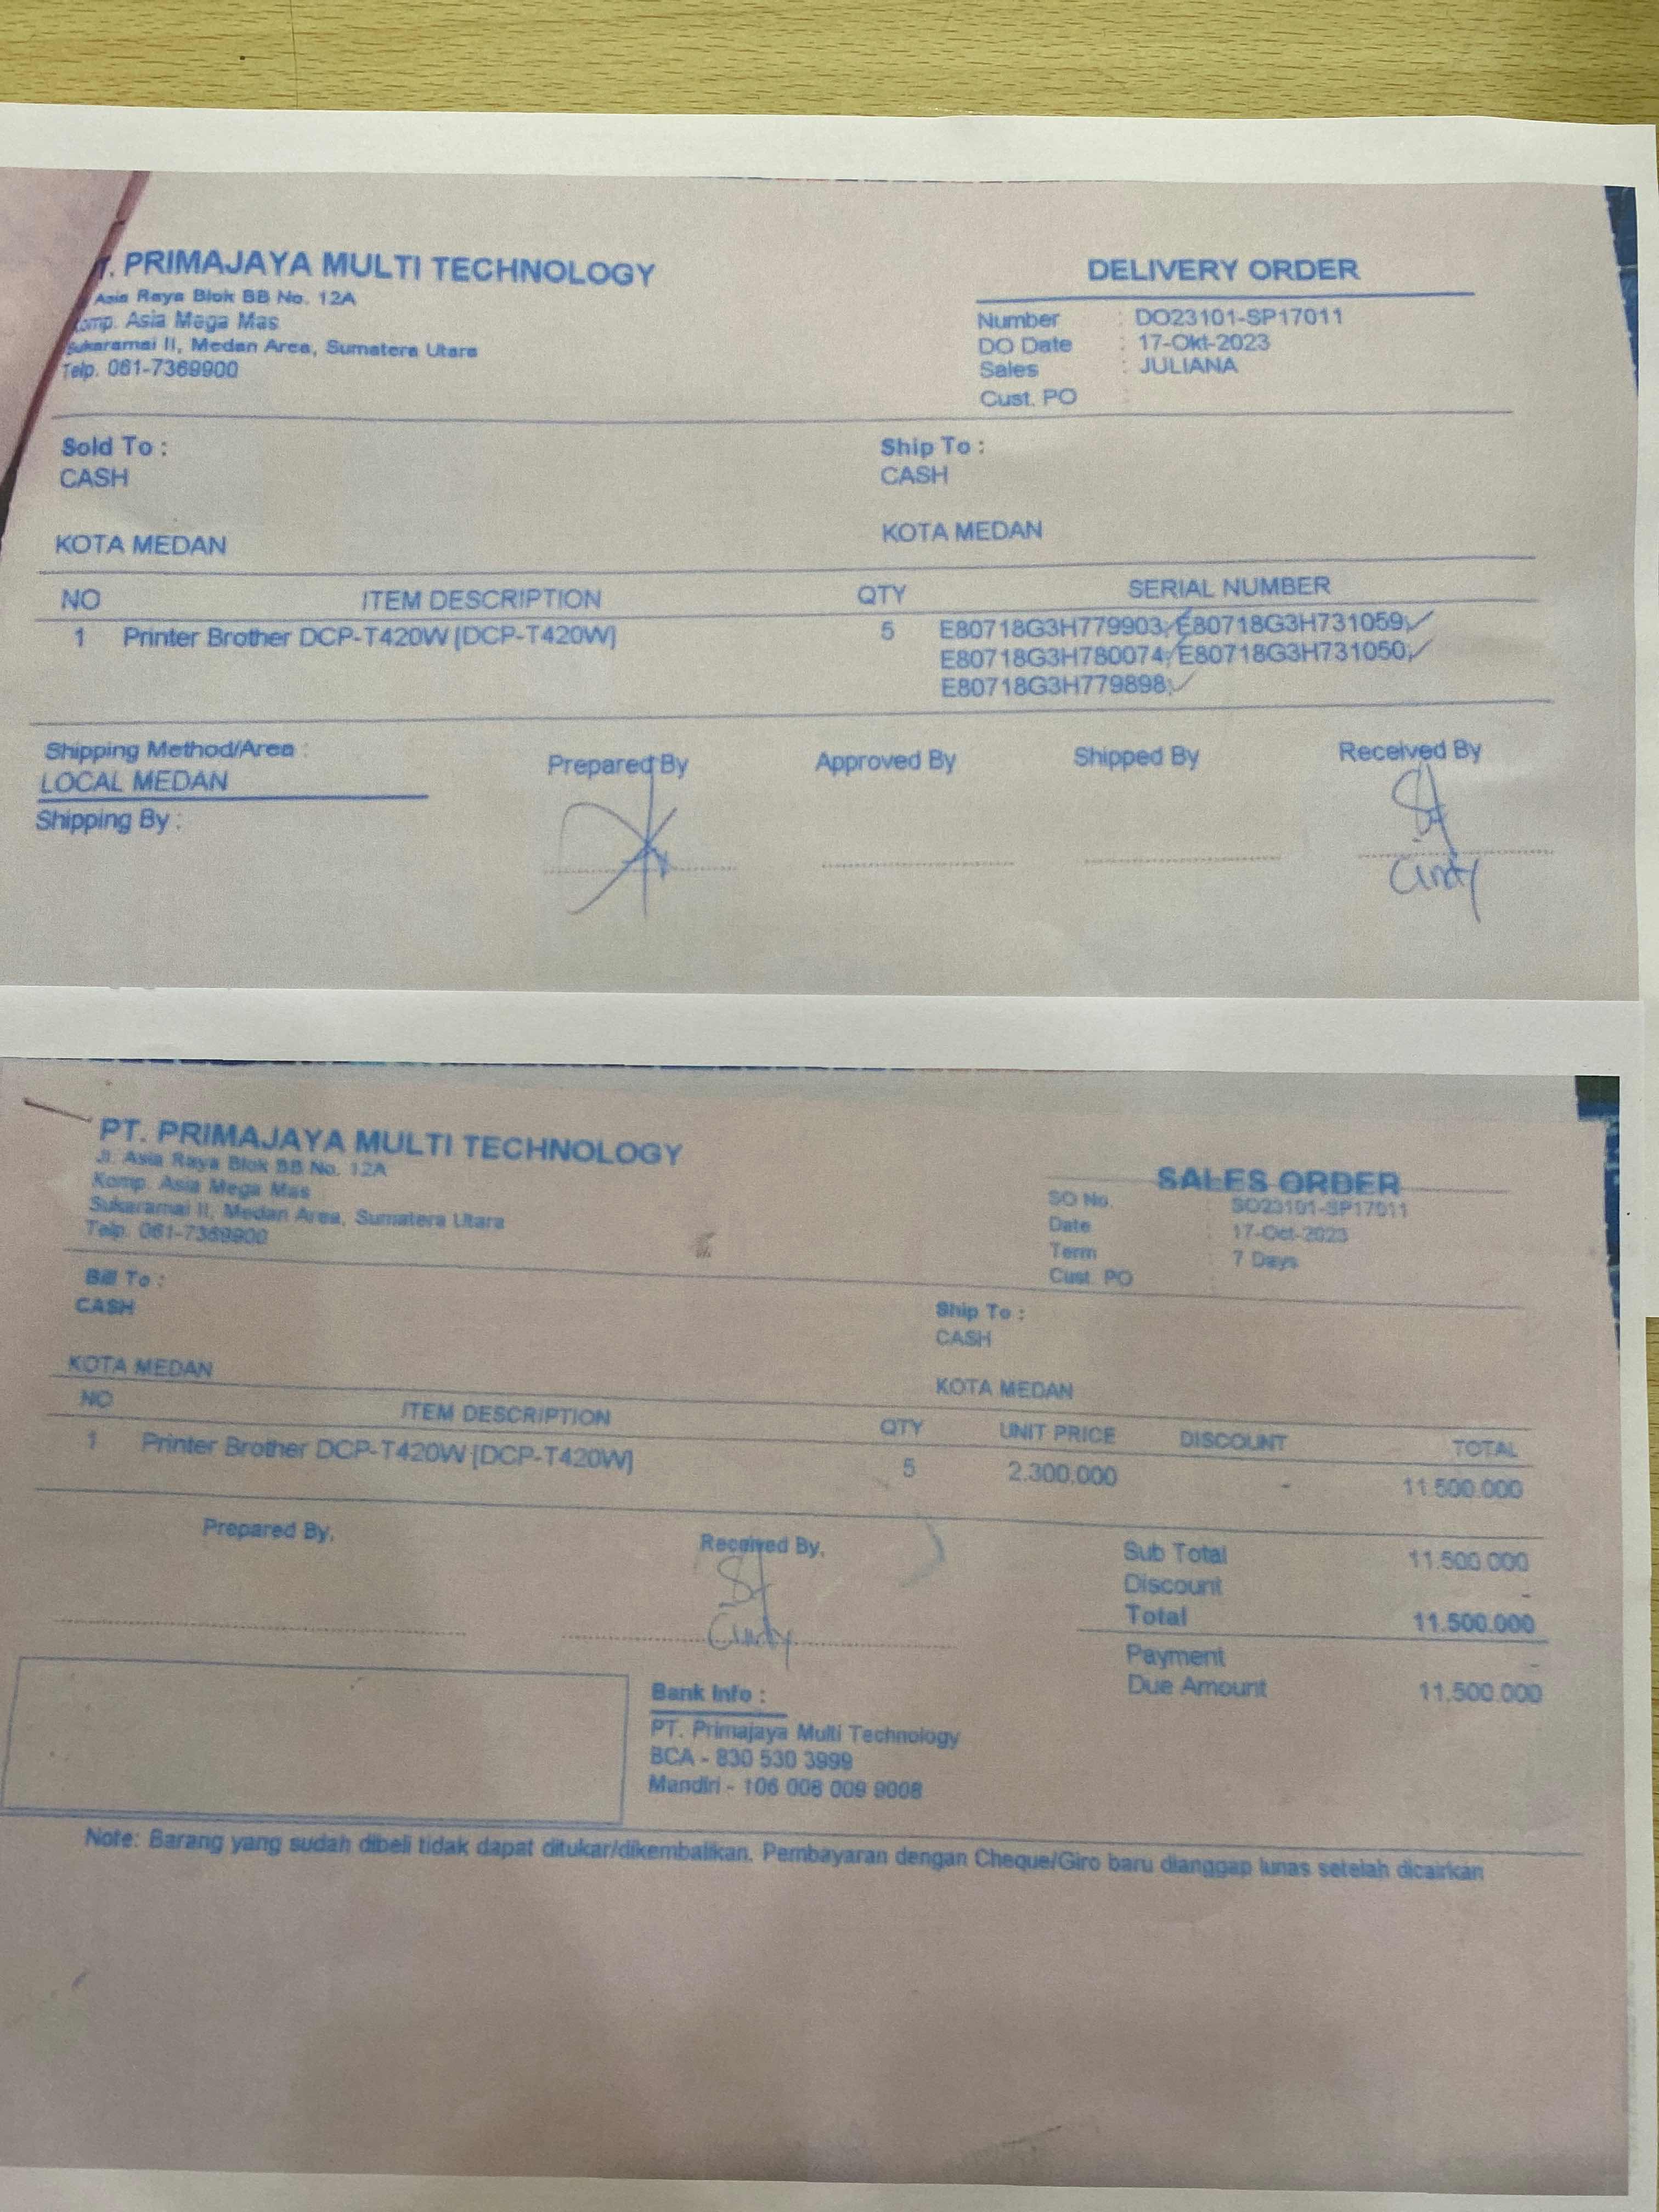 T. PRIMAJAYA MULTI TECHNOLOGY
Asia Raya Blok BB No. 12A
Komp. Asia Mega Mas
Sukaramai II, Medan Area, Sumatera Utara
Telp. 061-7369900
DELIVERY ORDER
Number : DO23101-SP17011
DO Date : 17-Okt-2023
Sales : JULIANA
Cust. PO :
Sold To :
CASH
KOTA MEDAN
Ship To :
CASH
KOTA MEDAN
NO ITEM DESCRIPTION QTY SERIAL NUMBER
1 Printer Brother DCP-T420W [DCP-T420W] 5 E80718G3H779903; E80718G3H731059;
E80718G3H780074; E80718G3H731050;
E80718G3H779898;
Shipping Method/Area :
LOCAL MEDAN
Shipping By :
Prepared By Approved By Shipped By Received By
Cindy
PT. PRIMAJAYA MULTI TECHNOLOGY
Jl. Asia Raya Blok BB No. 12A
Komp. Asia Mega Mas
Sukaramai II, Medan Area, Sumatera Utara
Telp. 061-7369900
SALES ORDER
SO No. : SO23101-SP17011
Date : 17-Oct-2023
Term : 7 Days
Cust. PO :
Bill To :
CASH
KOTA MEDAN
Ship To :
CASH
KOTA MEDAN
NO ITEM DESCRIPTION QTY UNIT PRICE DISCOUNT TOTAL
1 Printer Brother DCP-T420W [DCP-T420W] 5 2.300.000 - 11.500.000
Prepared By, Received By,
Cindy
Sub Total 11.500.000
Discount -
Total 11.500.000
Payment -
Due Amount 11.500.000
Bank Info :
PT. Primajaya Multi Technology
BCA - 830 530 3999
Mandiri - 106 008 009 9008
Note: Barang yang sudah dibeli tidak dapat ditukar/dikembalikan. Pembayaran dengan Cheque/Giro baru dianggap lunas setelah dicairkan